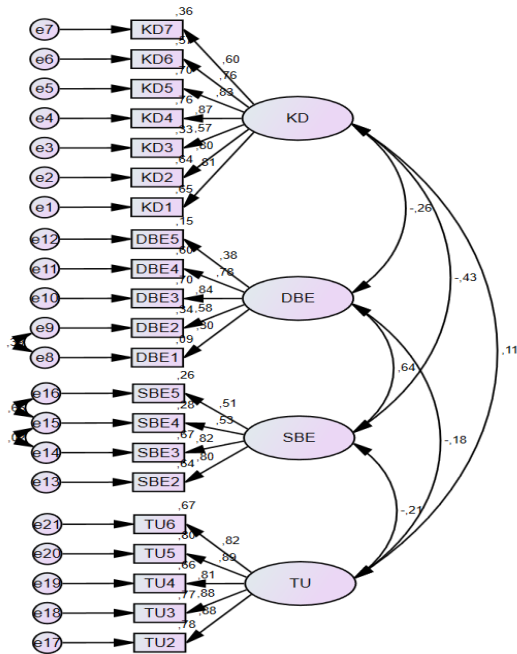 ,36
e7 KD7
,57
e6 KD6 ,60
,70 ,76
e5 KD5 ,83
,76
e4 KD4 ,87 KD
,33 ,57
e3 KD3 ,80
,64
e2 KD2 ,81
,65
e1 KD1
,15 -,26
e12 DBE5
,60 ,38
e11 DBE4 ,78
,70 -,43
e10 DBE3 ,84 DBE
,34 ,58
e9 DBE2 ,30
,09 ,11
e8 DBE1
,64
,26
e16 SBE5
,28 ,51
e15 SBE4 ,53
,67 SBE
e14 SBE3 ,82
,64 ,80 -,18
e13 SBE2
-,21
,67
e21 TU6
,80 ,82
e20 TU5 ,89
,66
e19 TU4 ,81 TU
,77 ,88
e18 TU3 ,88
,78
e17 TU2